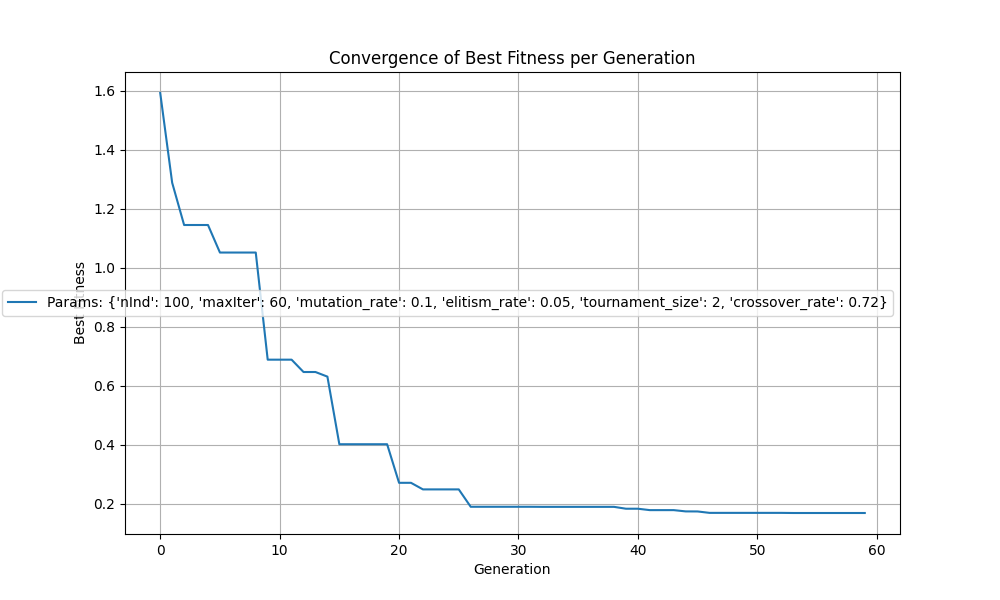 Convergence of Best Fitness per Generation
1.6
1.4
1.2
1.0
0.8
0.6
0.4
0.2
Best Fitness
Params: {'nInd': 100, 'maxIter': 60, 'mutation_rate': 0.1, 'elitism_rate': 0.05, 'tournament_size': 2, 'crossover_rate': 0.72}
0 10 20 30 40 50 60
Generation